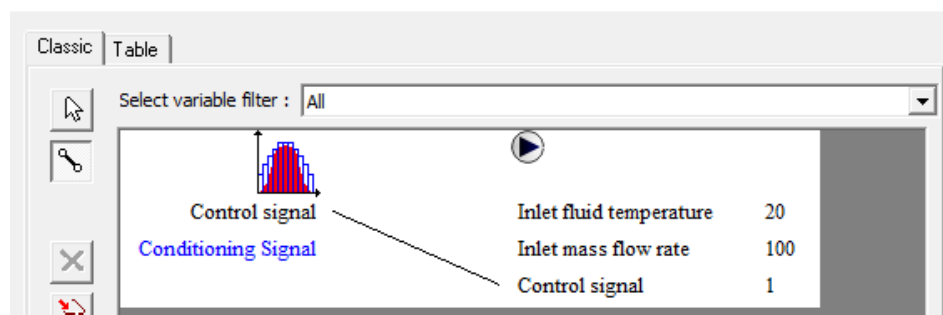 Classic Table
Select variable filter : All
Control signal Inlet fluid temperature 20
Conditioning Signal Inlet mass flow rate 100
Control signal 1